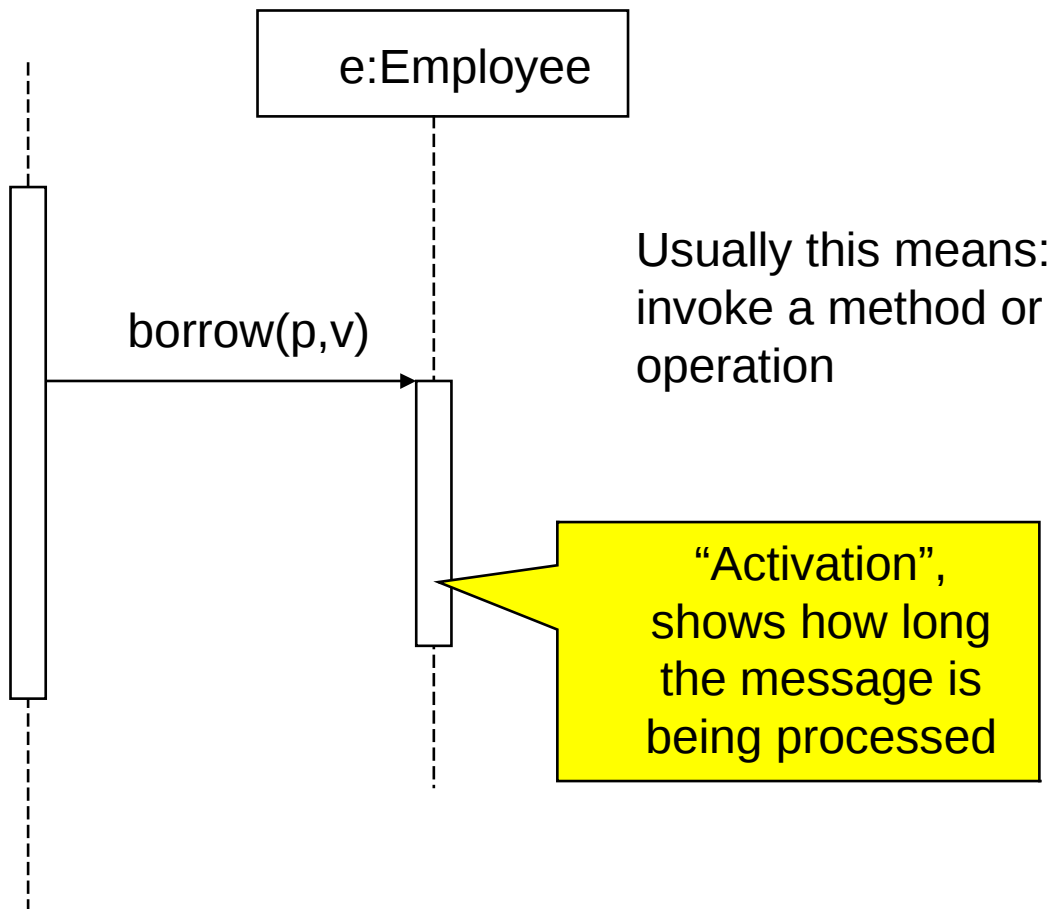 e:Employee
Usually this means:
invoke a method or
operation
borrow(p,v)
“Activation”,
shows how long
the message is
being processed